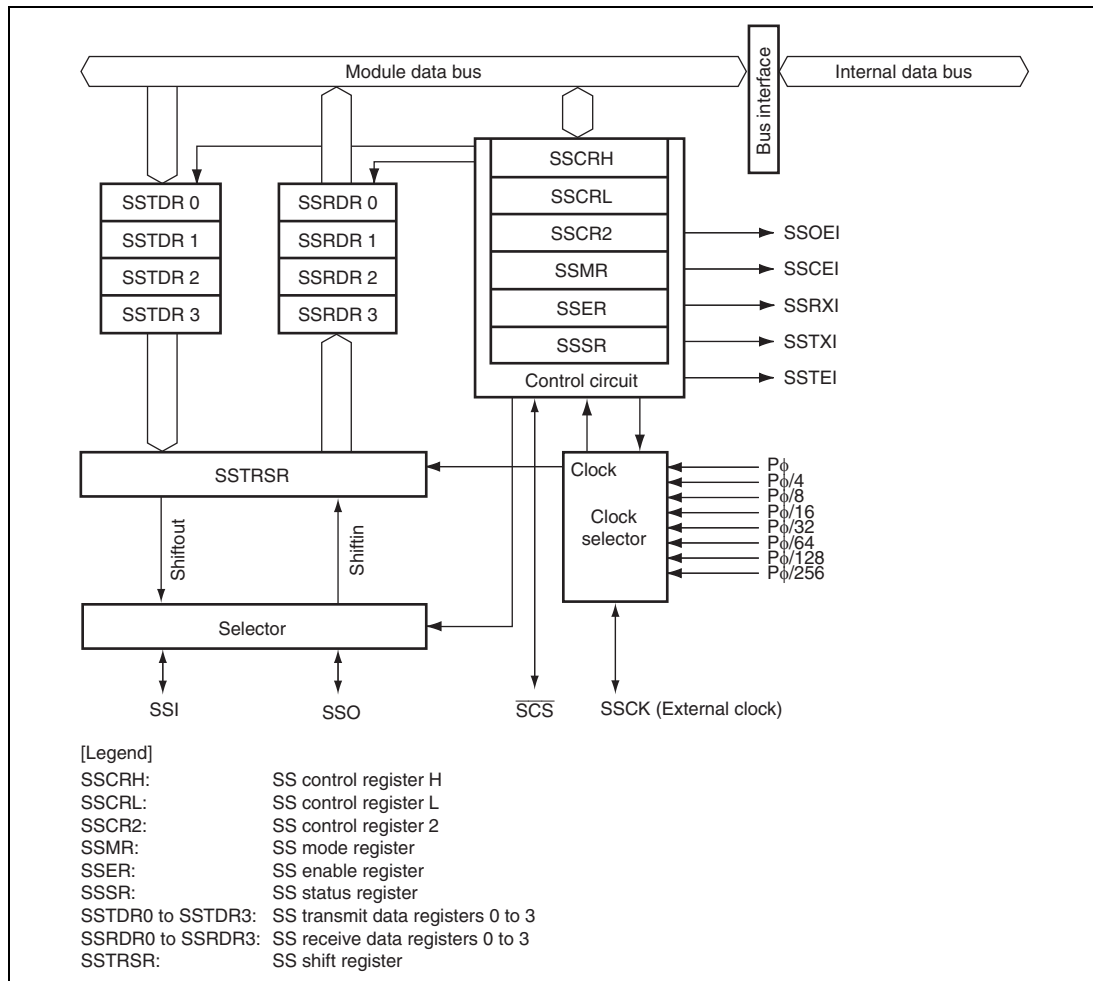 Module data bus
Bus interface
Internal data bus
SSTDR 0
SSTDR 1
SSTDR 2
SSTDR 3
SSRDR 0
SSRDR 1
SSRDR 2
SSRDR 3
SSCRH
SSCRL
SSCR2
SSMR
SSER
SSSR
Control circuit
SSOEI
SSCEI
SSRXI
SSTXI
SSTEI
SSTRSR
Clock
Clock
selector
Pϕ
Pϕ/4
Pϕ/8
Pϕ/16
Pϕ/32
Pϕ/64
Pϕ/128
Pϕ/256
Shiftout
Shiftin
Selector
SSI
SSO
S̅C̅S̅
SSCK (External clock)
[Legend]
SSCRH: SS control register H
SSCRL: SS control register L
SSCR2: SS control register 2
SSMR: SS mode register
SSER: SS enable register
SSSR: SS status register
SSTDR0 to SSTDR3: SS transmit data registers 0 to 3
SSRDR0 to SSRDR3: SS receive data registers 0 to 3
SSTRSR: SS shift register